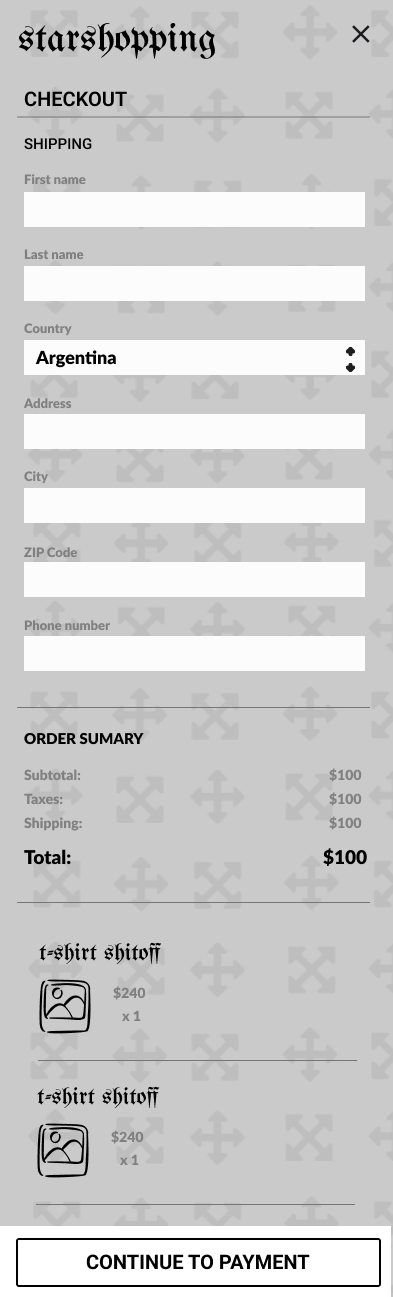 starshopping
CHECKOUT
SHIPPING
First name
Last name
Country
Argentina
Address
City
ZIP Code
Phone number
ORDER SUMARY
Subtotal: $100
Taxes: $100
Shipping: $100
Total: $100
t-shirt shitoff
$240
x 1
t-shirt shitoff
$240
x 1
CONTINUE TO PAYMENT